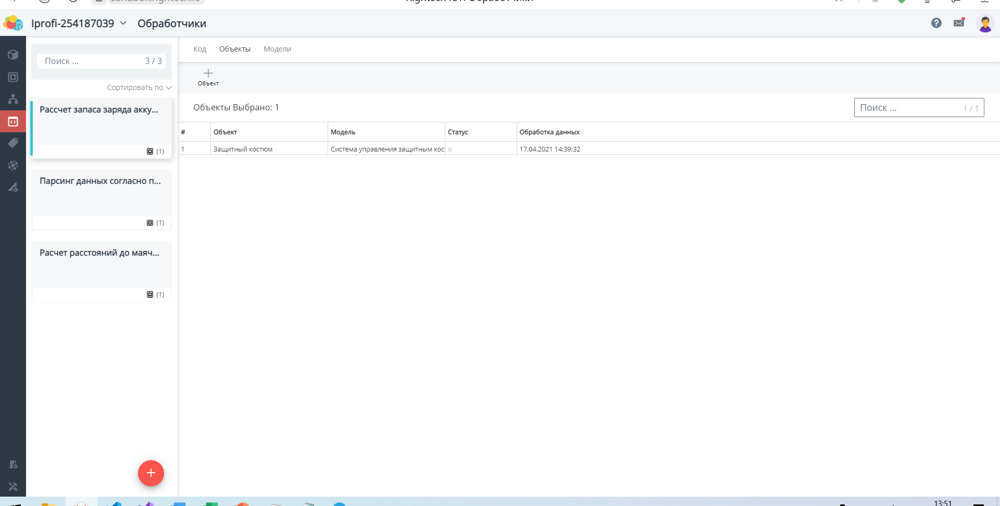 Iprofi-254187039
Обработчики
Поиск ...
3 / 3
Сортировать по
Рассчет запаса заряда акку...
(1)
Парсинг данных согласно п...
(1)
Расчет расстояний до маяч...
(1)
Код
Объекты
Модели
Объект
Объекты Выбрано: 1
Поиск ...
1 / 1
# Объект Модель Статус Обработка данных
1 Защитный костюм Система управления защитным кос 17.04.2021 14:39:32
13:51